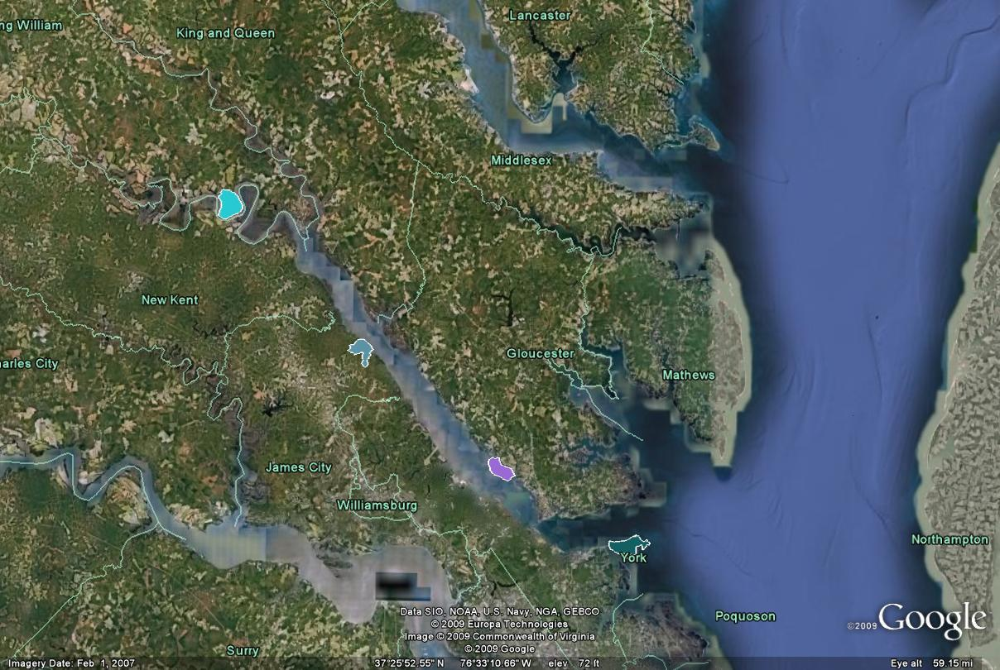 Lancaster
ng William
King and Queen
Middlesex
New Kent
Gloucester
arles City
Mathews
James City
Williamsburg
Northampton
York
Data SIO, NOAA, U.S. Navy, NGA, GEBCO
© 2009 Europa Technologies
Image © 2009 Commonwealth of Virginia
© 2009 Google
Poquoson
©2009 Google
Surry
Imagery Date: Feb 1, 2007 37°25'52.55" N 76°33'10.66" W elev 72 ft Eye alt 59.15 mi